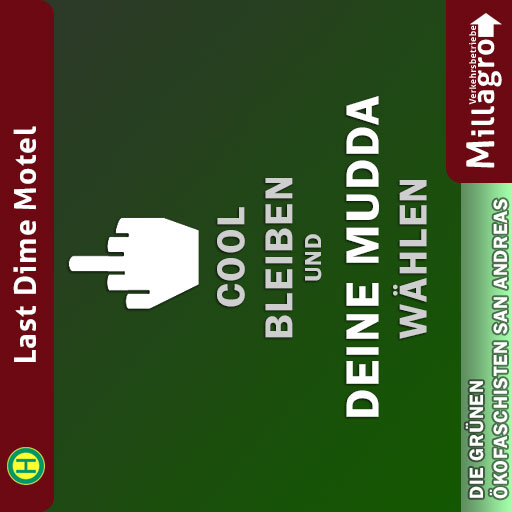 Last Dime Motel
H
COOL
BLEIBEN
UND
DEINE MUDDA
WÄHLEN
Verkehrsbetriebe
Millagro
DIE GRÜNEN
ÖKOFASCHISTEN SAN ANDREAS